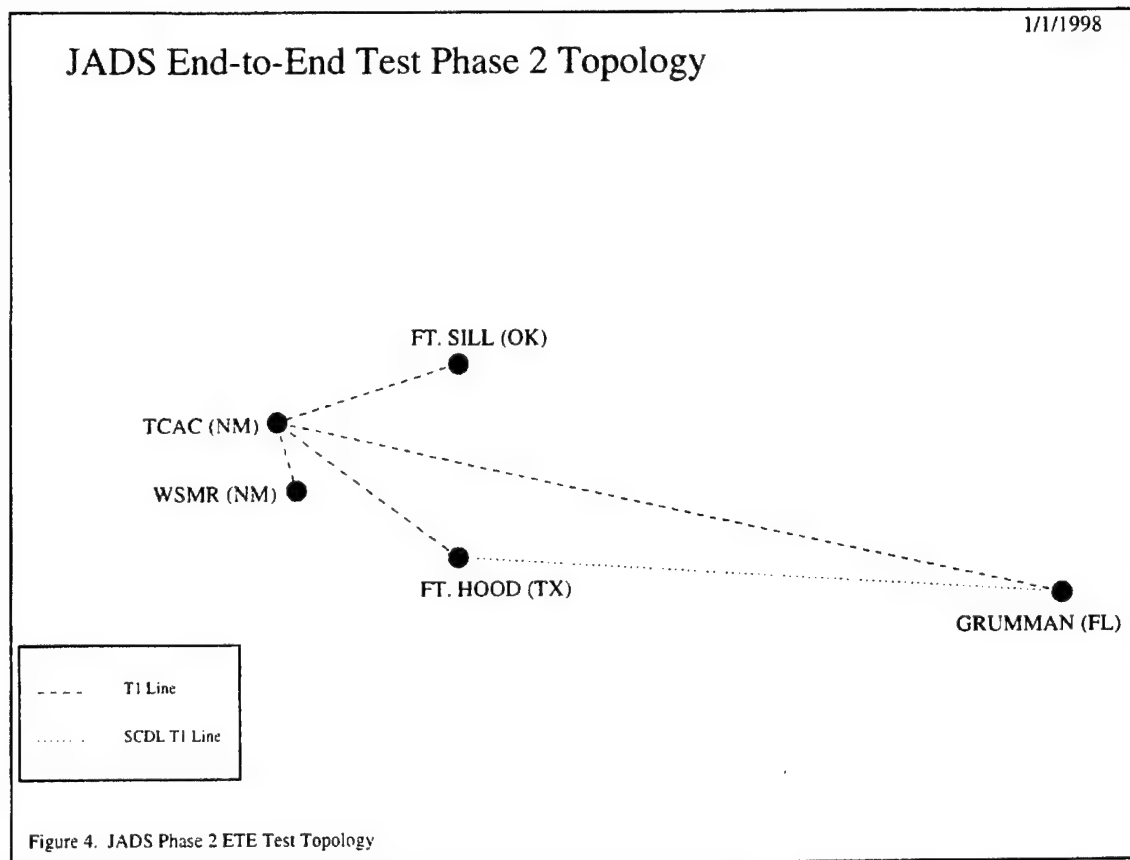 1/1/1998
JADS End-to-End Test Phase 2 Topology
FT. SILL (OK)
TCAC (NM)
WSMR (NM)
FT. HOOD (TX)
GRUMMAN (FL)
T1 Line
SCDL T1 Line
Figure 4. JADS Phase 2 ETE Test Topology